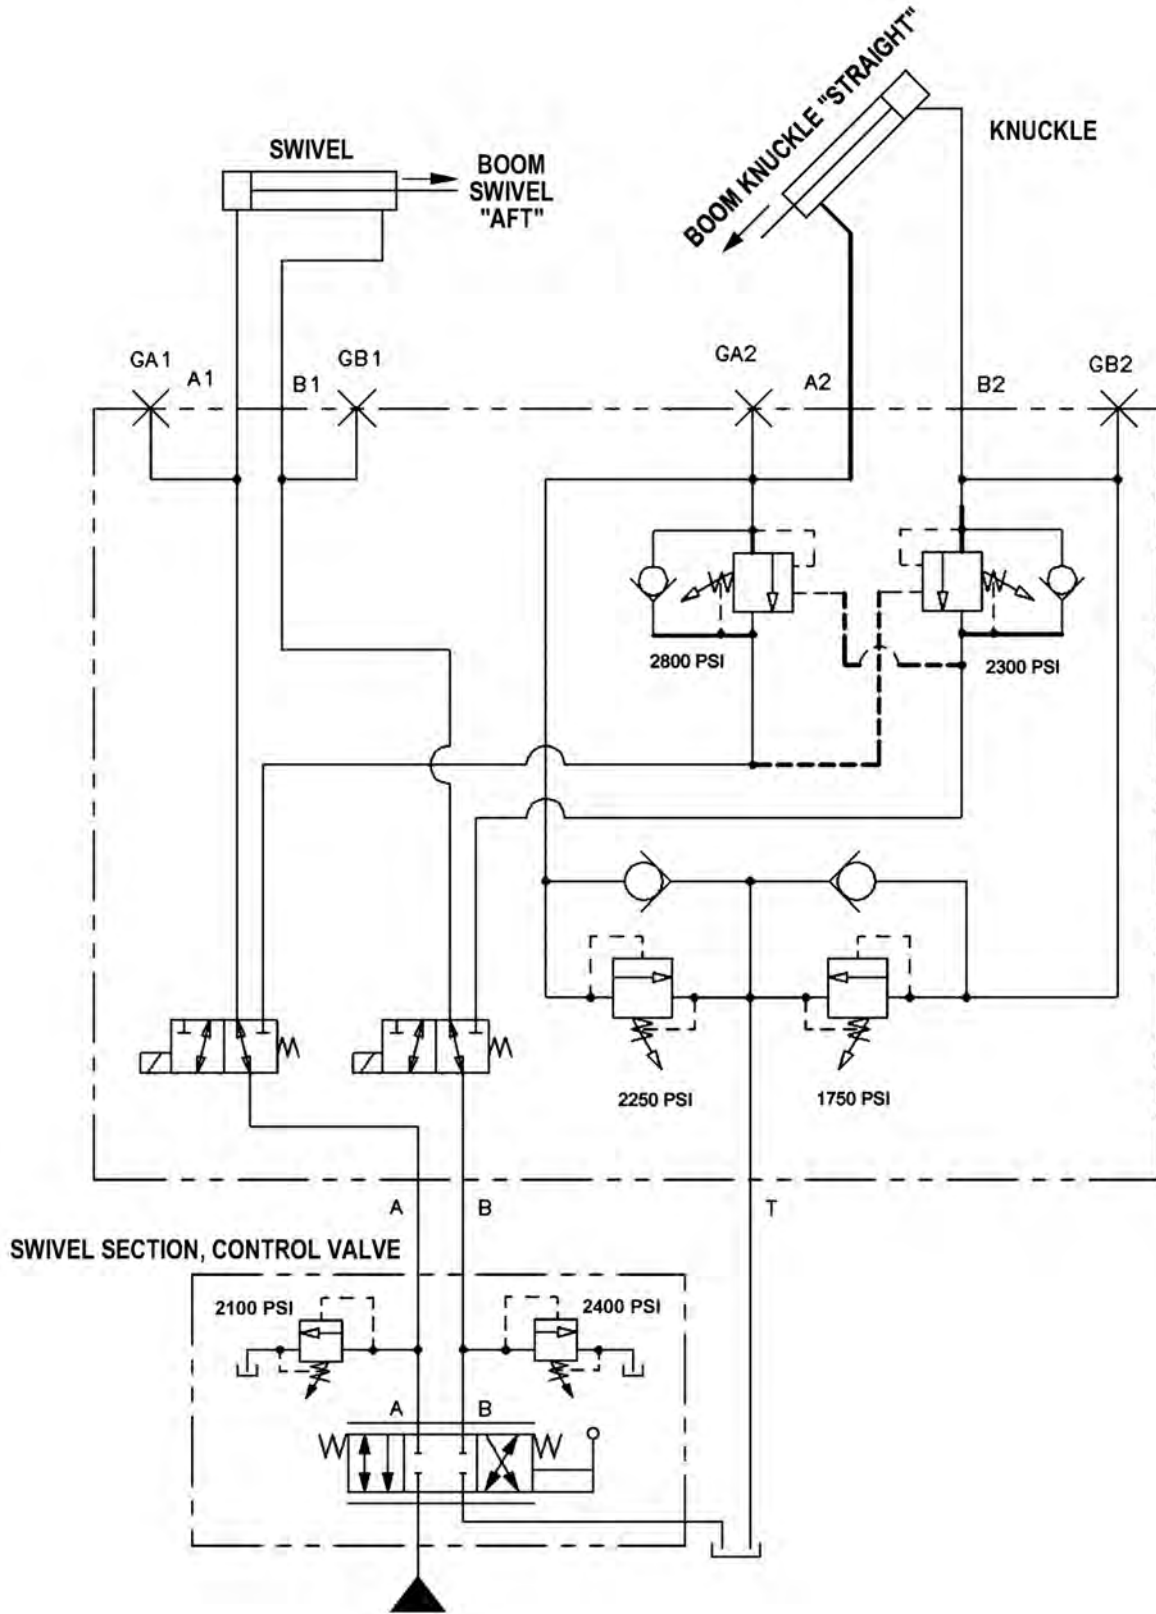 BOOM KNUCKLE "STRAIGHT"
KNUCKLE
SWIVEL
BOOM
SWIVEL
"AFT"
GA1
A1
B1
GB1
GA2
A2
B2
GB2
2800 PSI
2300 PSI
2250 PSI
1750 PSI
A
B
T
SWIVEL SECTION, CONTROL VALVE
2100 PSI
2400 PSI
A
B